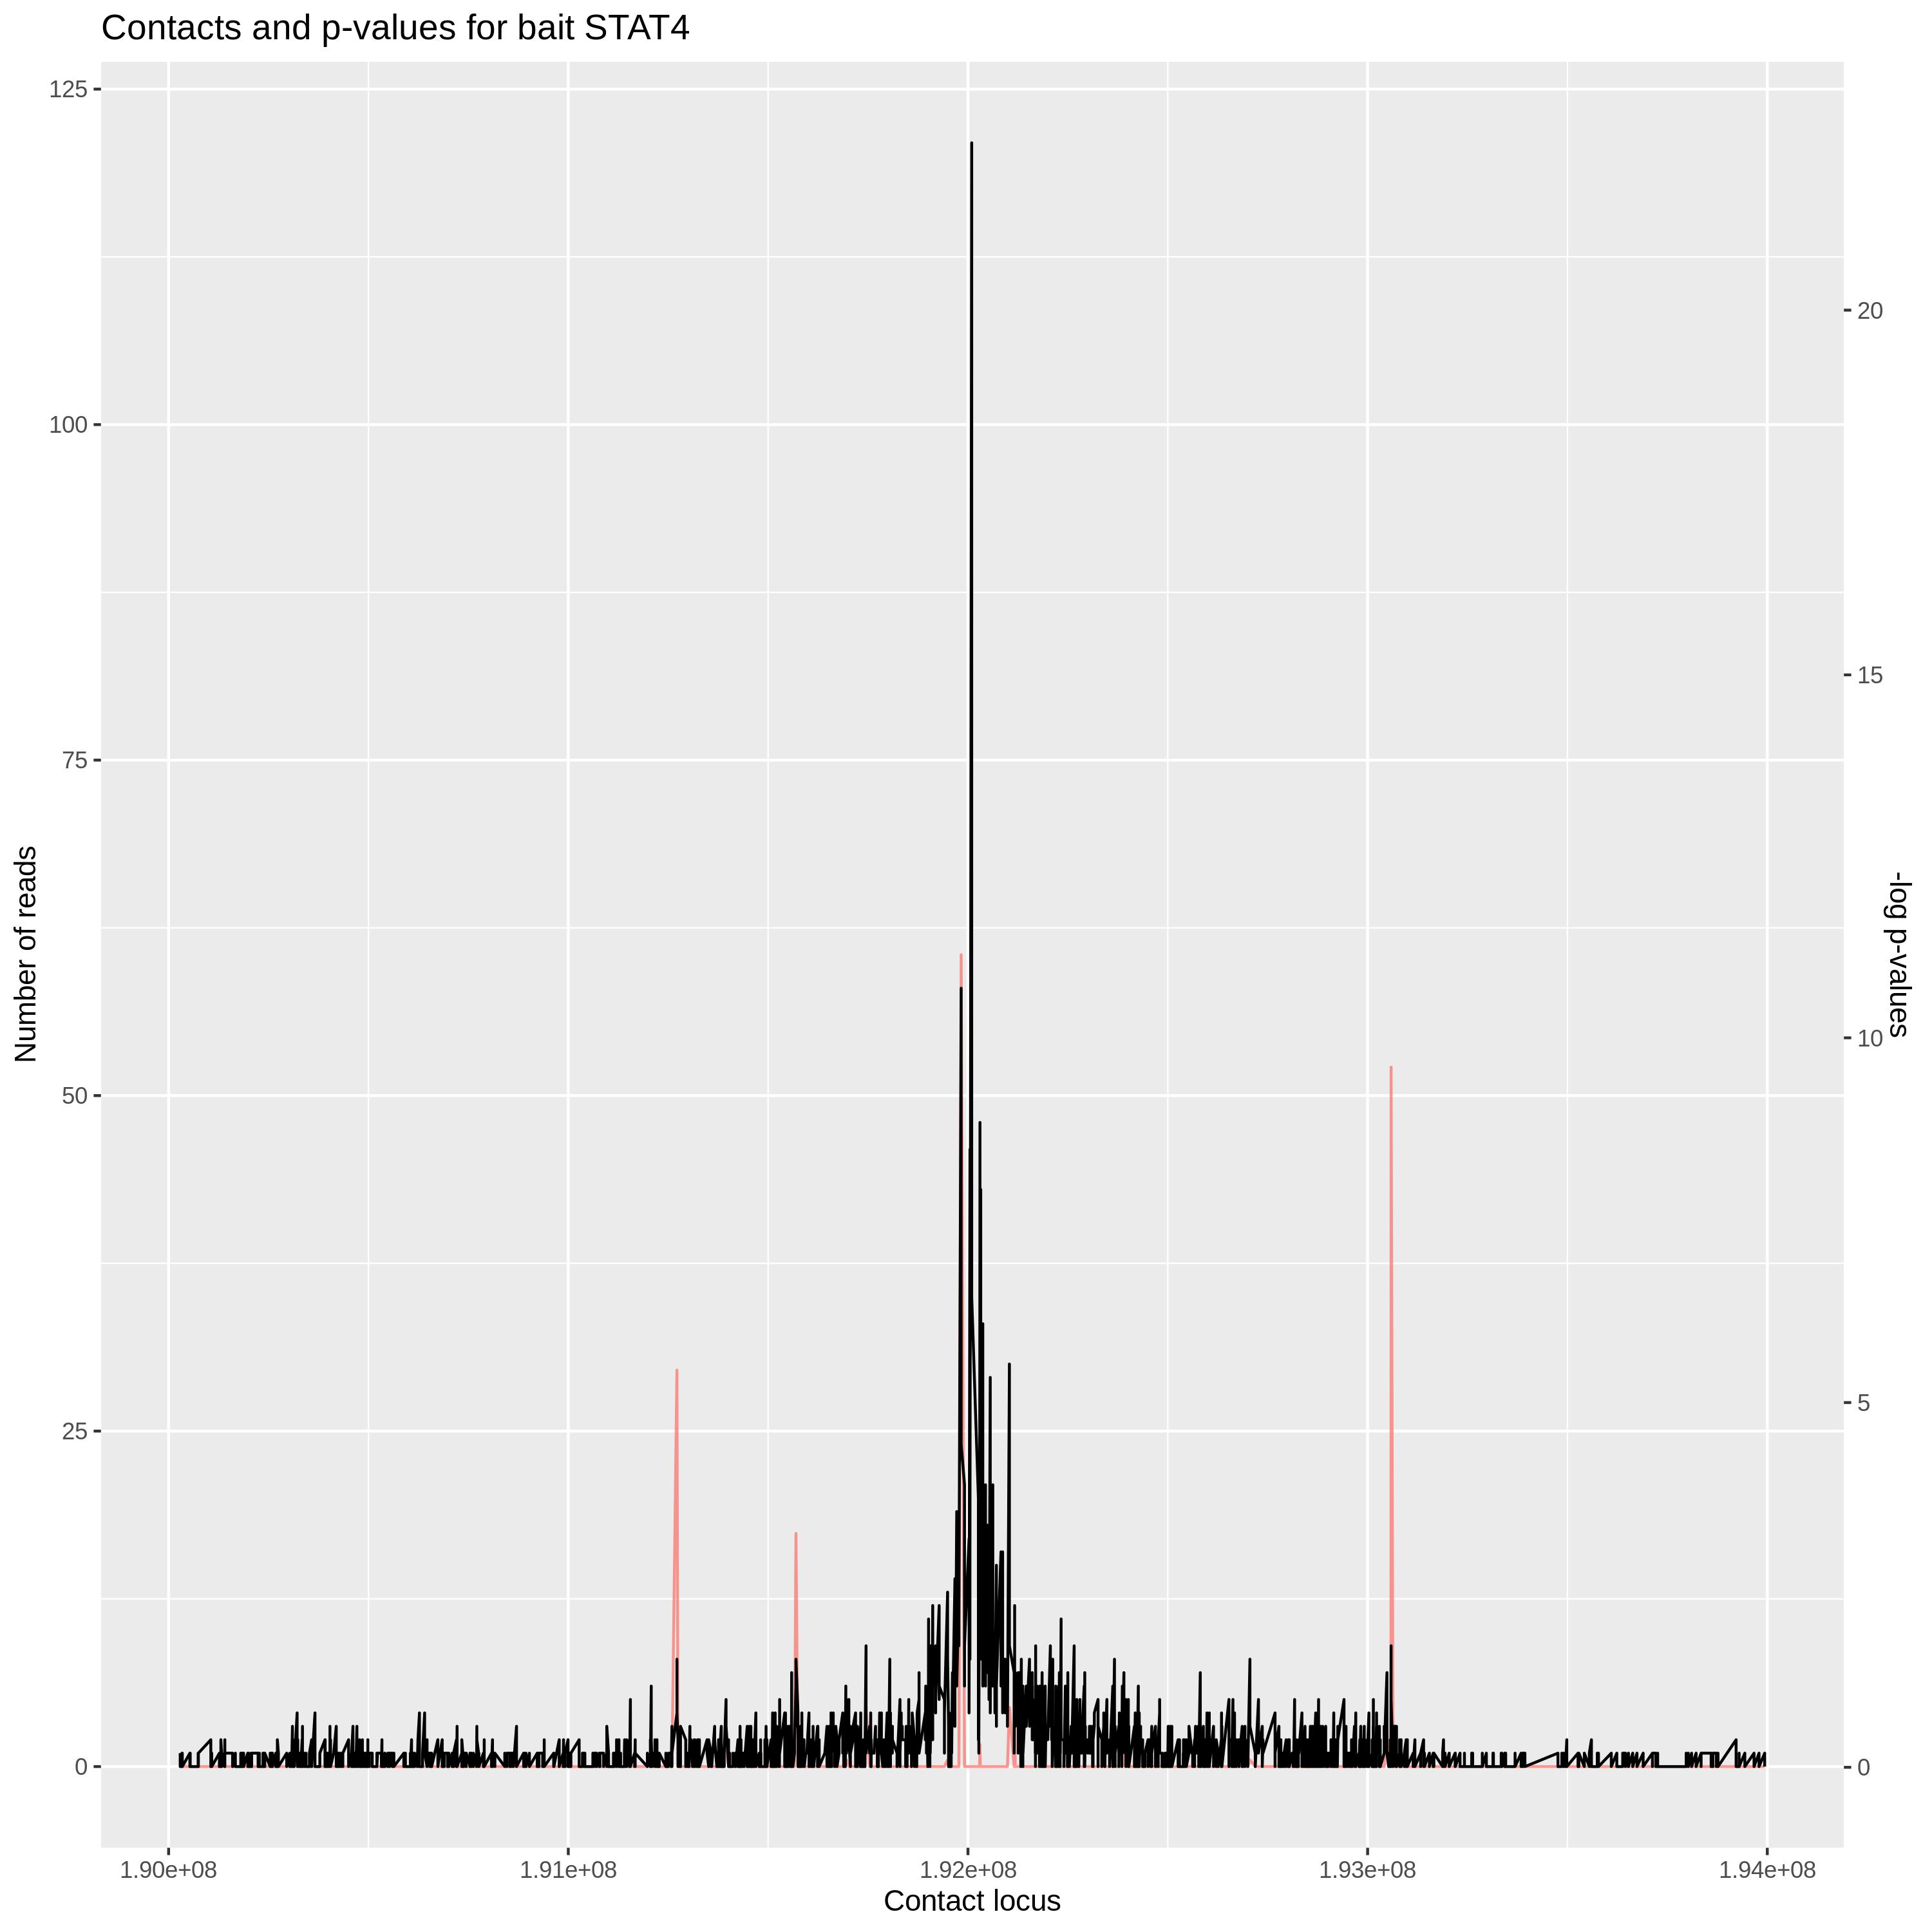 Contacts and p-values for bait STAT4
125
100
75
50
25
0
Number of reads
20
15
10
5
0
-log p-values
1.90e+08
1.91e+08
1.92e+08
1.93e+08
1.94e+08
Contact locus